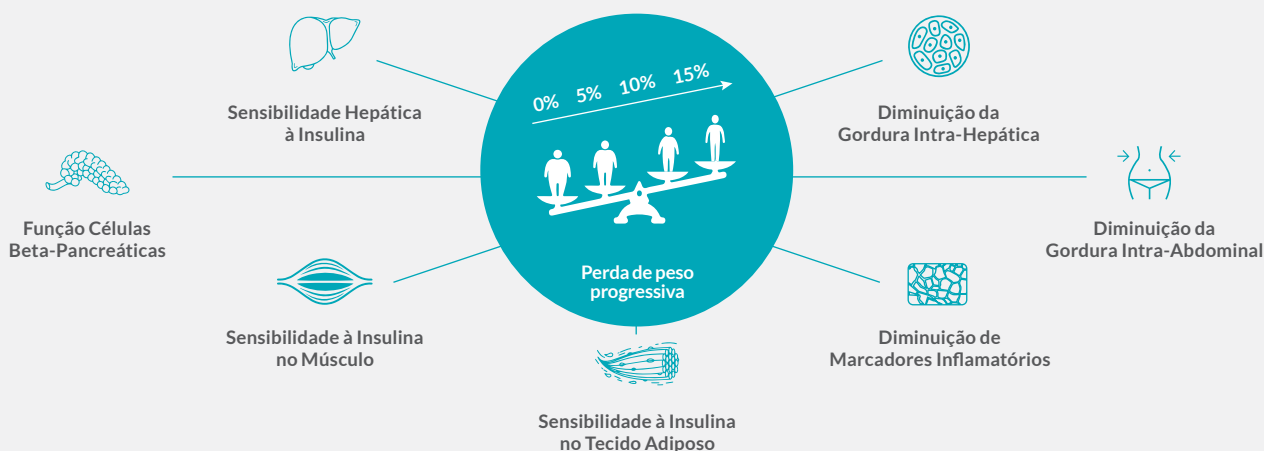 0% 5% 10% 15%
Sensibilidade Hepática
à Insulina
Diminuição da
Gordura Intra-Hepática
Função Células
Beta-Pancreáticas
Diminuição da
Gordura Intra-Abdominal
Perda de peso
progressiva
Sensibilidade à Insulina
no Músculo
Diminuição de
Marcadores Inflamatórios
Sensibilidade à Insulina
no Tecido Adiposo